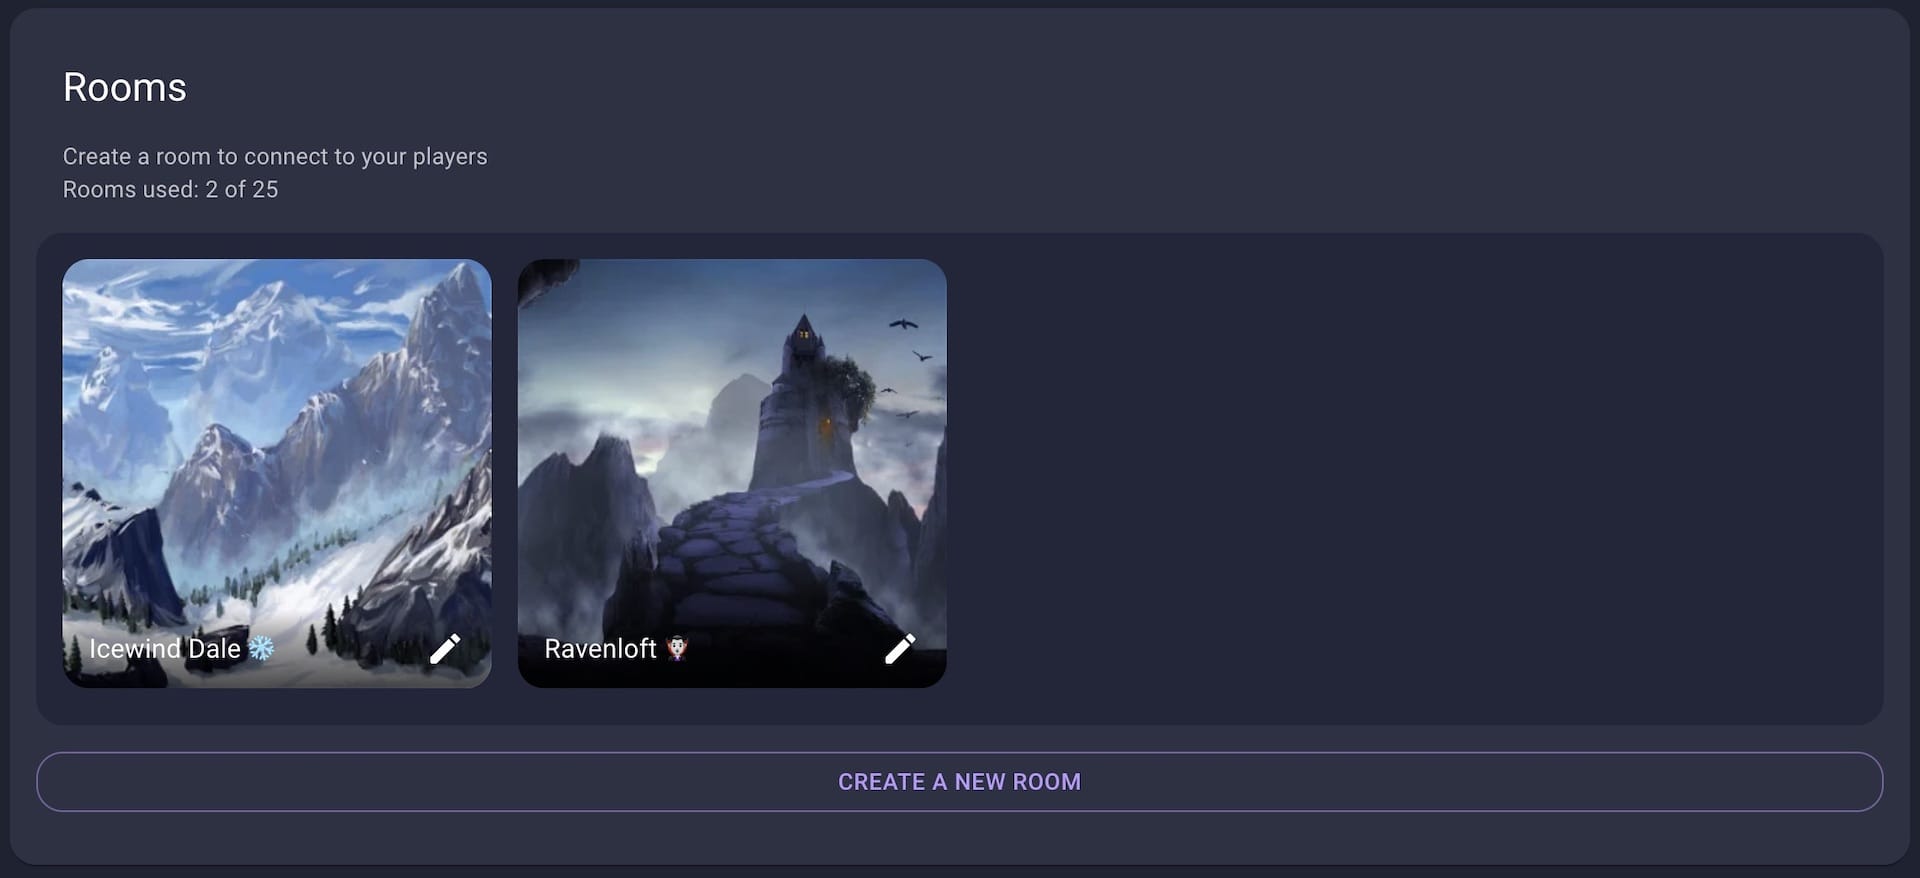 Rooms
Create a room to connect to your players
Rooms used: 2 of 25
Icewind Dale ❄️
Ravenloft 🧛🏻
CREATE A NEW ROOM